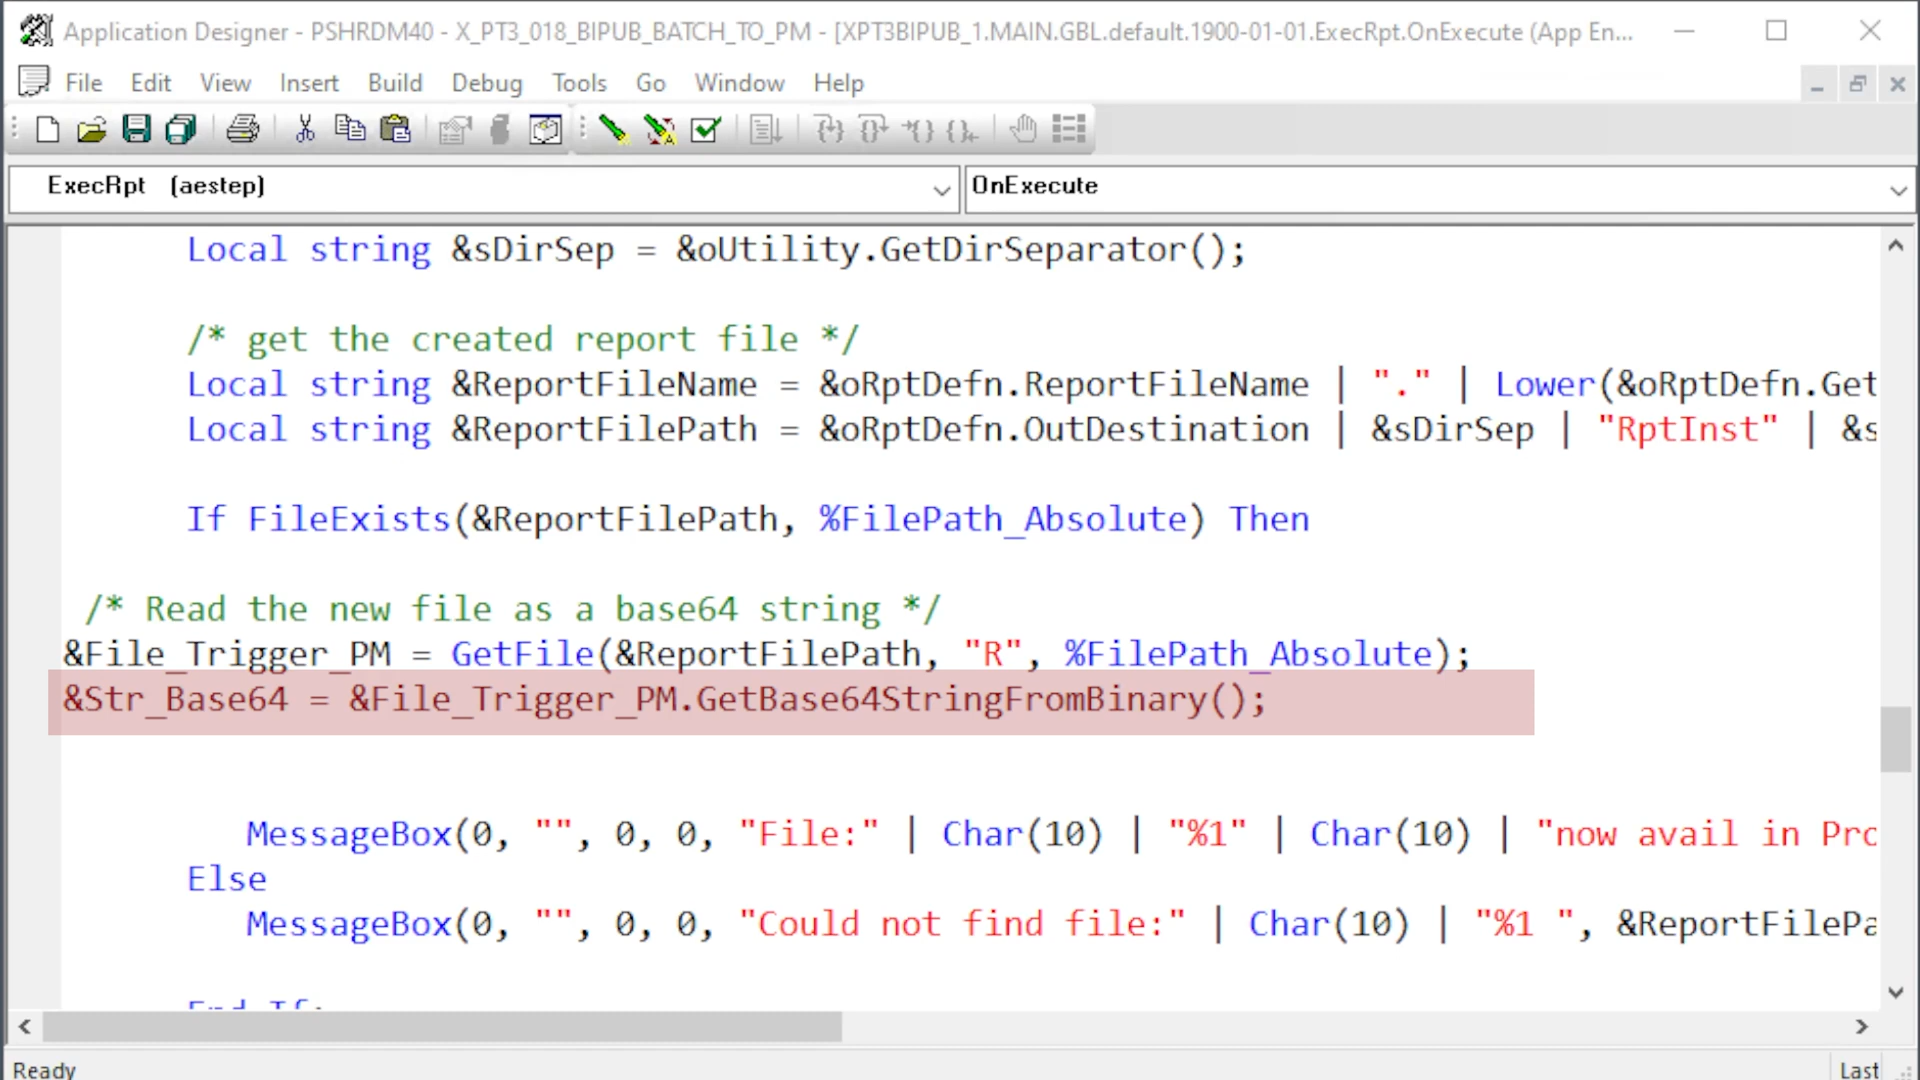 Application Designer - PSHRDM40 - X_PT3_018_BIPUB_BATCH_TO_PM - [XPT3BIPUB_1.MAIN.GBL.default.1900-01-01.ExecRpt.OnExecute (App En...
File Edit View Insert Build Debug Tools Go Window Help
ExecRpt (aestep) OnExecute
Local string &sDirSep = &oUtility.GetDirSeparator();
/* get the created report file */
Local string &ReportFileName = &oRptDefn.ReportFileName | "." | Lower(&oRptDefn.Get
Local string &ReportFilePath = &oRptDefn.OutDestination | &sDirSep | "RptInst" | &s
If FileExists(&ReportFilePath, %FilePath_Absolute) Then
/* Read the new file as a base64 string */
&File_Trigger_PM = GetFile(&ReportFilePath, "R", %FilePath_Absolute);
&Str_Base64 = &File_Trigger_PM.GetBase64StringFromBinary();
MessageBox(0, "", 0, 0, "File:" | Char(10) | "%1" | Char(10) | "now avail in Pro
Else
MessageBox(0, "", 0, 0, "Could not find file:" | Char(10) | "%1 ", &ReportFilePa
End-If;
Ready Last